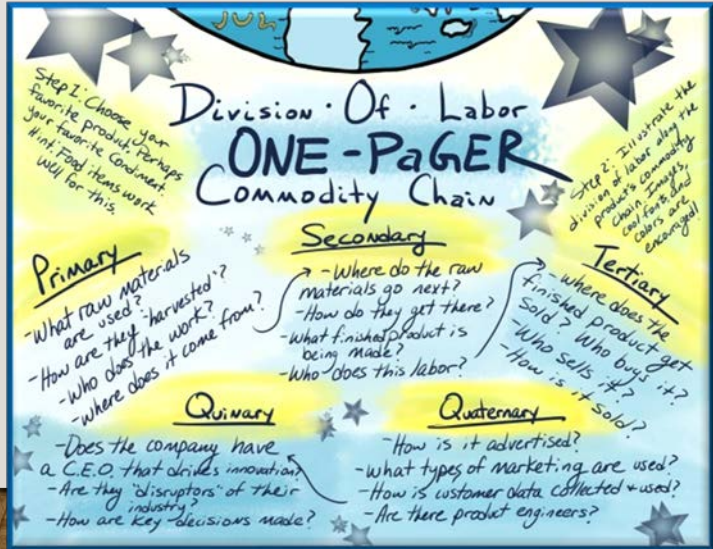 Division · Of · Labor
ONE-PaGER
Commodity Chain
Step 1: Choose your
favorite product. Perhaps
your favorite Condiment.
Hint: Food items work
well for this.
Step 2: Illustrate the
division of labor along the
product's commodity
chain. Images,
cool fonts, and
colors are
encouraged!
Primary
-What raw materials
are used?
-How are they "harvested"?
-Who does the work?
-Where does it come from?
Secondary
-Where do the raw
materials go next?
-How do they get there?
-What finished product is
being made?
-Who does this labor?
Tertiary
-where does the
finished product get
Sold? Who buys it?
-Who sells it?
-How is it sold?
Quaternary
-How is it advertised?
-what types of marketing are used?
-How is customer data collected + used?
-Are there product engineers?
Quinary
-Does the company have
a C.E.O. that drives innovation?
-Are they "disruptors" of their
industry?
-How are key decisions made?